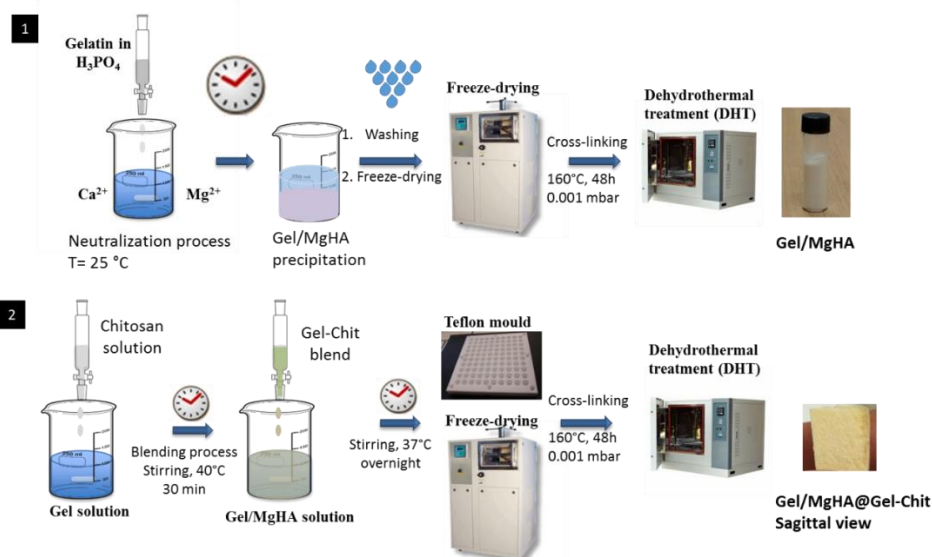 1
Gelatin in
H₃PO₄
Ca²⁺
Mg²⁺
Neutralization process
T= 25 °C
Gel/MgHA
precipitation
1. Washing
2. Freeze-drying
Freeze-drying
Cross-linking
160°C, 48h
0.001 mbar
Dehydrothermal
treatment (DHT)
Gel/MgHA
2
Chitosan
solution
Gel solution
Blending process
Stirring, 40°C
30 min
Gel-Chit
blend
Gel/MgHA solution
Stirring, 37°C
overnight
Teflon mould
Freeze-drying
Cross-linking
160°C, 48h
0.001 mbar
Dehydrothermal
treatment (DHT)
Gel/MgHA@Gel-Chit
Sagittal view